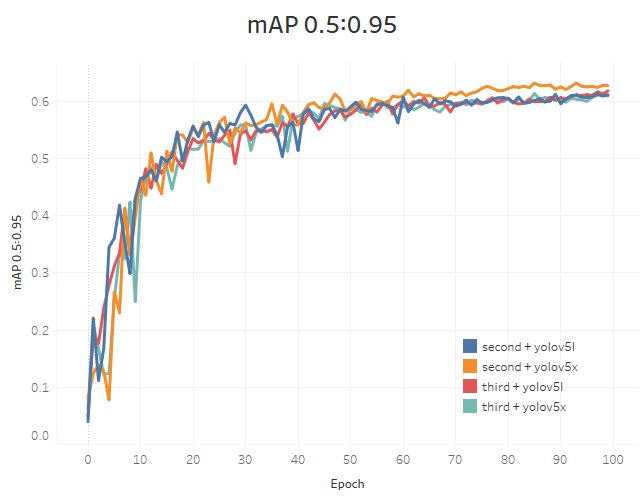 mAP 0.5:0.95
mAP 0.5:0.95
0.6
0.5
0.4
0.3
0.2
0.1
0.0
second + yolov5l
second + yolov5x
third + yolov5l
third + yolov5x
0 10 20 30 40 50 60 70 80 90 100
Epoch